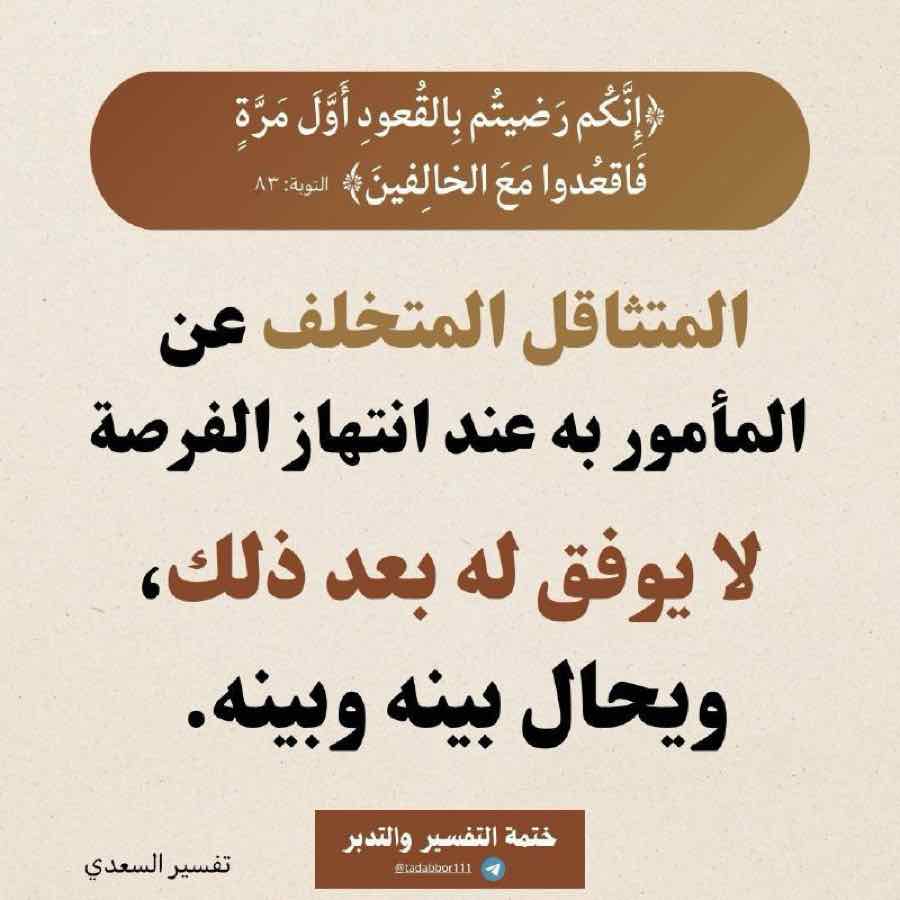 ﴿إِنَّكُم رَضيتُم بِالقُعودِ أَوَّلَ مَرَّةٍ
فَاقعُدوا مَعَ الخالِفينَ﴾ التوبة: ٨٣
المتثاقل المتخلف عن
المأمور به عند انتهاز الفرصة
لا يوفق له بعد ذلك،
ويحال بينه وبينه.
ختمة التفسير والتدبر
@tadabbor111
تفسير السعدي